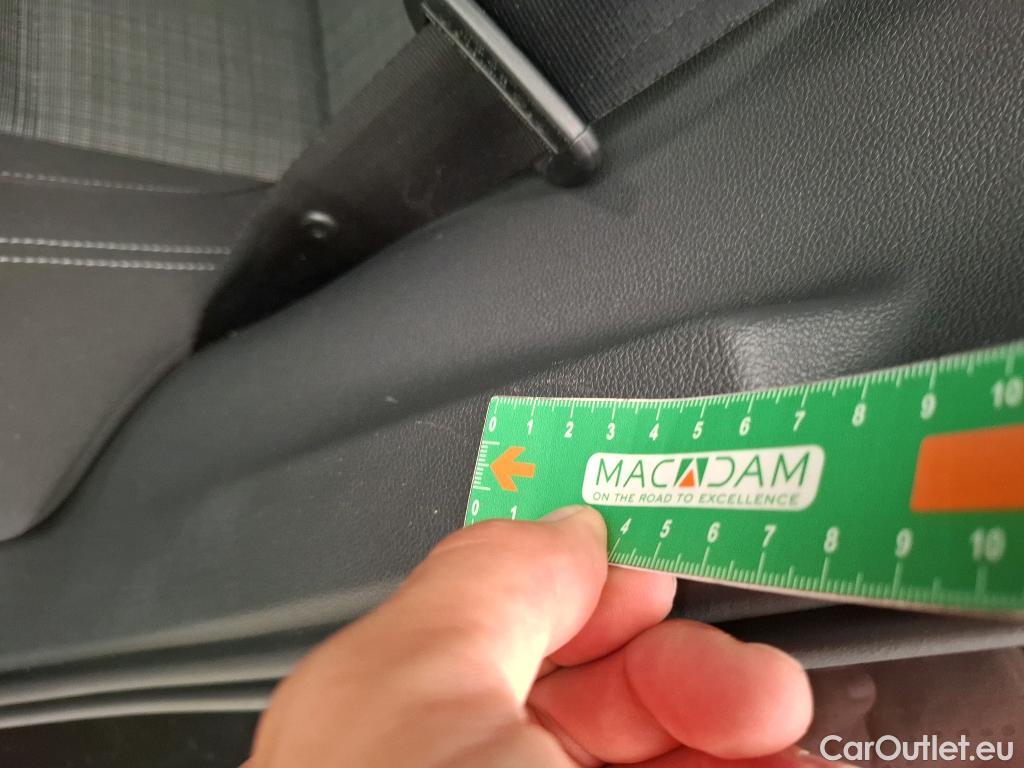 0 1 2 3 4 5 6 7 8 9 10
MACADAM
ON THE ROAD TO EXCELLENCE
0 1 4 5 6 7 8 9 10
CarOutlet.eu